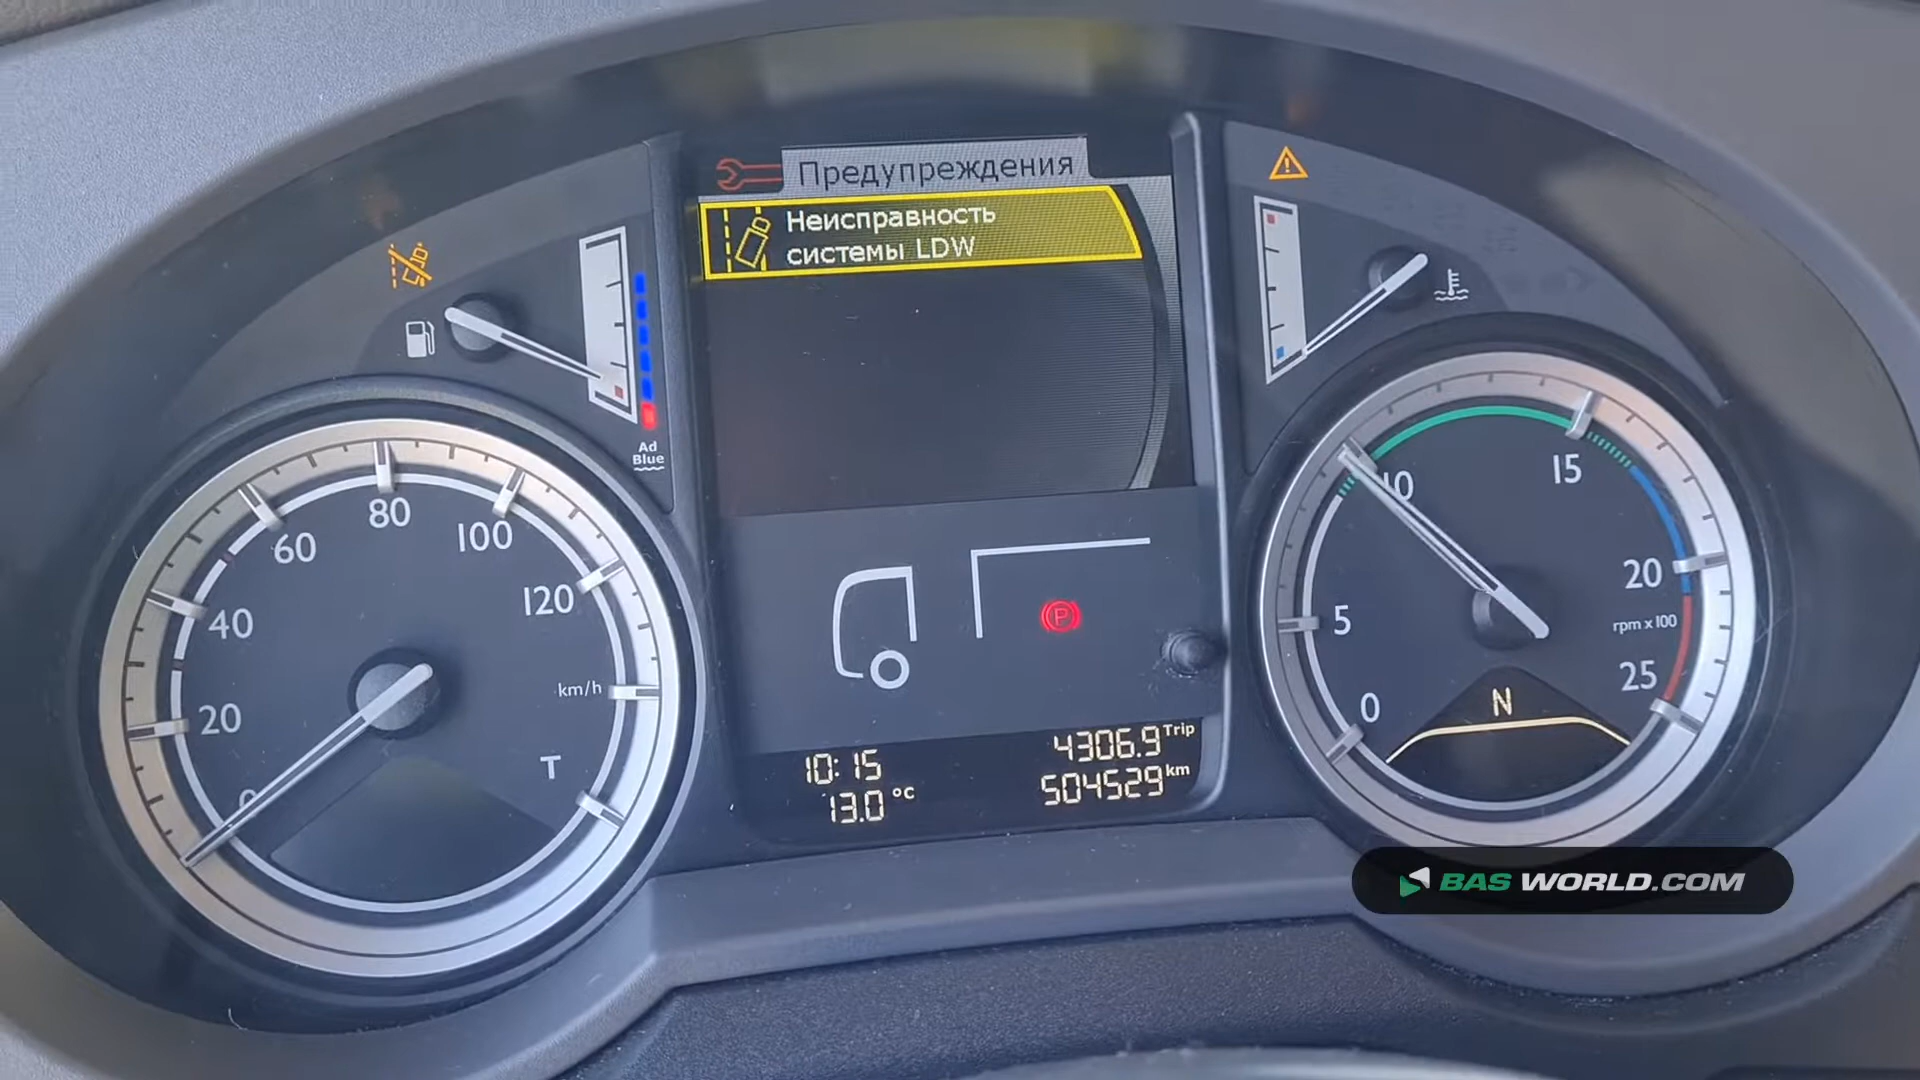 Предупреждения
Неисправность
системы LDW
Ad
Blue
0
20
40
60
80
100
120
km/h
T
P
10:15
13.0 °C
4306.9 Trip
504529 km
0
5
10
15
20
25
rpm x 100
N
BAS WORLD.COM